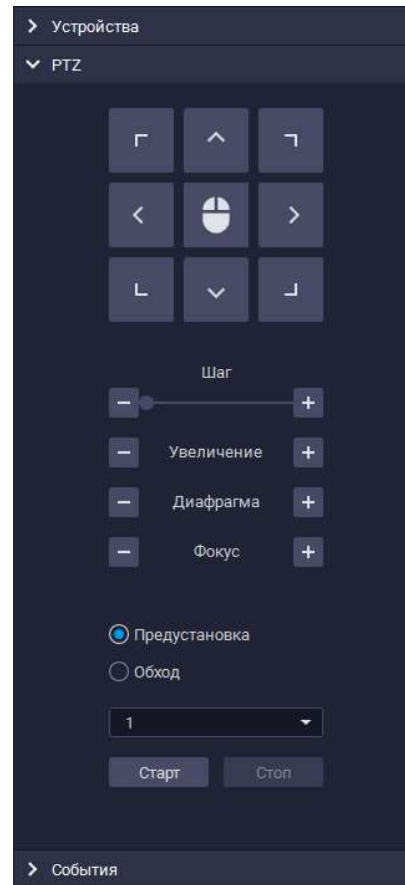 Устройства
PTZ
Шаг
Увеличение
Диафрагма
Фокус
Предустановка
Обход
1
Старт Стоп
События